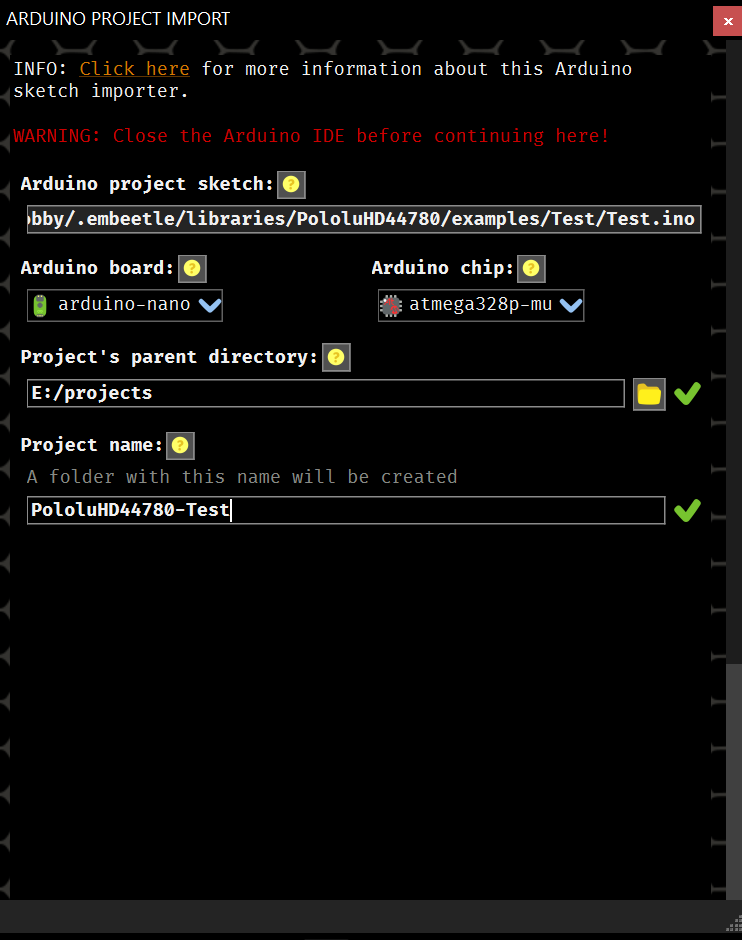 ARDUINO PROJECT IMPORT
INFO: Click here for more information about this Arduino
sketch importer.
WARNING: Close the Arduino IDE before continuing here!
Arduino project sketch:
bby/.embeetle/libraries/PololuHD44780/examples/Test/Test.ino
Arduino board: Arduino chip:
arduino-nano atmega328p-mu
Project's parent directory:
E:/projects
Project name:
A folder with this name will be created
PololuHD44780-Test